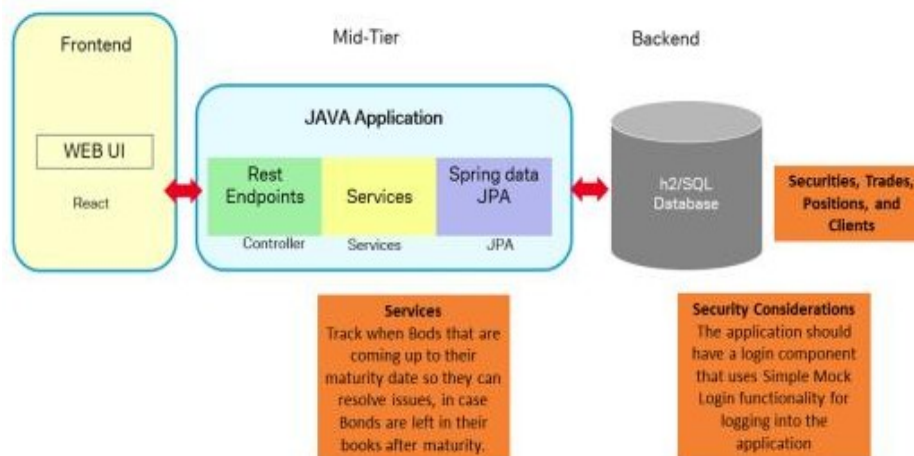 Frontend
Mid-Tier
Backend
WEB UI
React
JAVA Application
Rest
Endpoints
Services
Spring data
JPA
Controller
Services
JPA
h2/SQL
Database
Securities, Trades,
Positions, and
Clients
Services
Track when Bods that are
coming up to their
maturity date so they can
resolve issues, in case
Bonds are left in their
books after maturity.
Security Considerations
The application should
have a login component
that uses Simple Mock
Login functionality for
logging into the
application